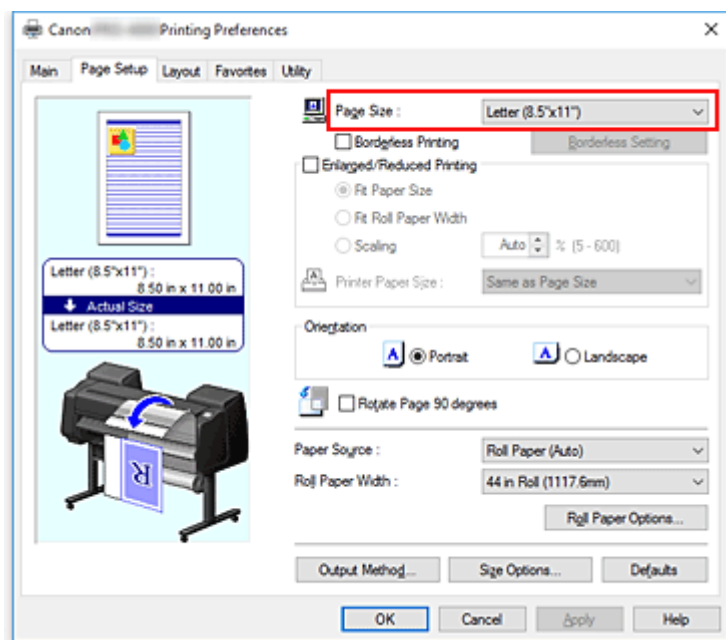 Canon Printing Preferences
Main Page Setup Layout Favorites Utility
Page Size : Letter (8.5"x11")
Borderless Printing Borderless Setting
Enlarged/Reduced Printing
Fit Paper Size
Fit Roll Paper Width
Scaling Auto % (5 - 600)
Printer Paper Size : Same as Page Size
Letter (8.5"x11") :
8.50 in x 11.00 in
Actual Size
Letter (8.5"x11") :
8.50 in x 11.00 in
Orientation
A Portrait A Landscape
Rotate Page 90 degrees
R
Paper Source : Roll Paper (Auto)
Roll Paper Width : 44 in Roll (1117.6mm)
Roll Paper Options...
Output Method... Size Options... Defaults
OK Cancel Apply Help